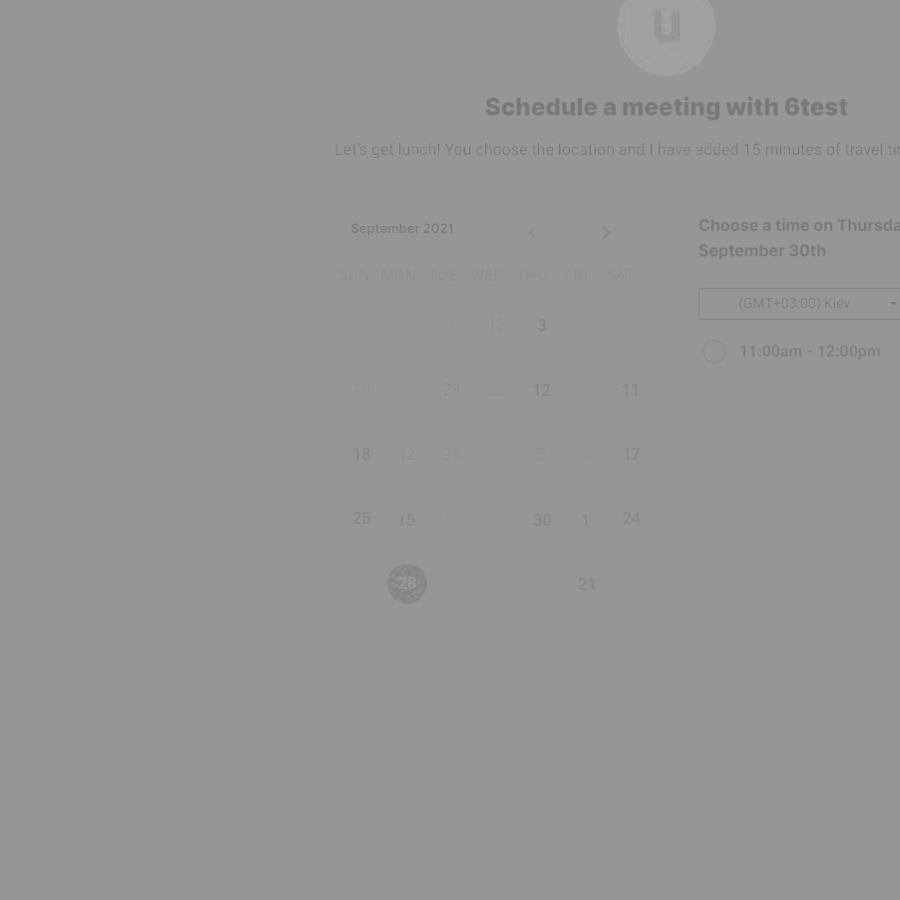 u
Schedule a meeting with 6test
Let's get lunch! You choose the location and I have added 15 minutes of travel
September 2021
Choose a time on
September 30th
SUN MON TUE WED THU FRI SAT
(GMT+03:00) Kiev
12 3
11:00am - 12:00pm
18 29 12 11
18 12 28 5 17
25 15 30 1 24
28 21